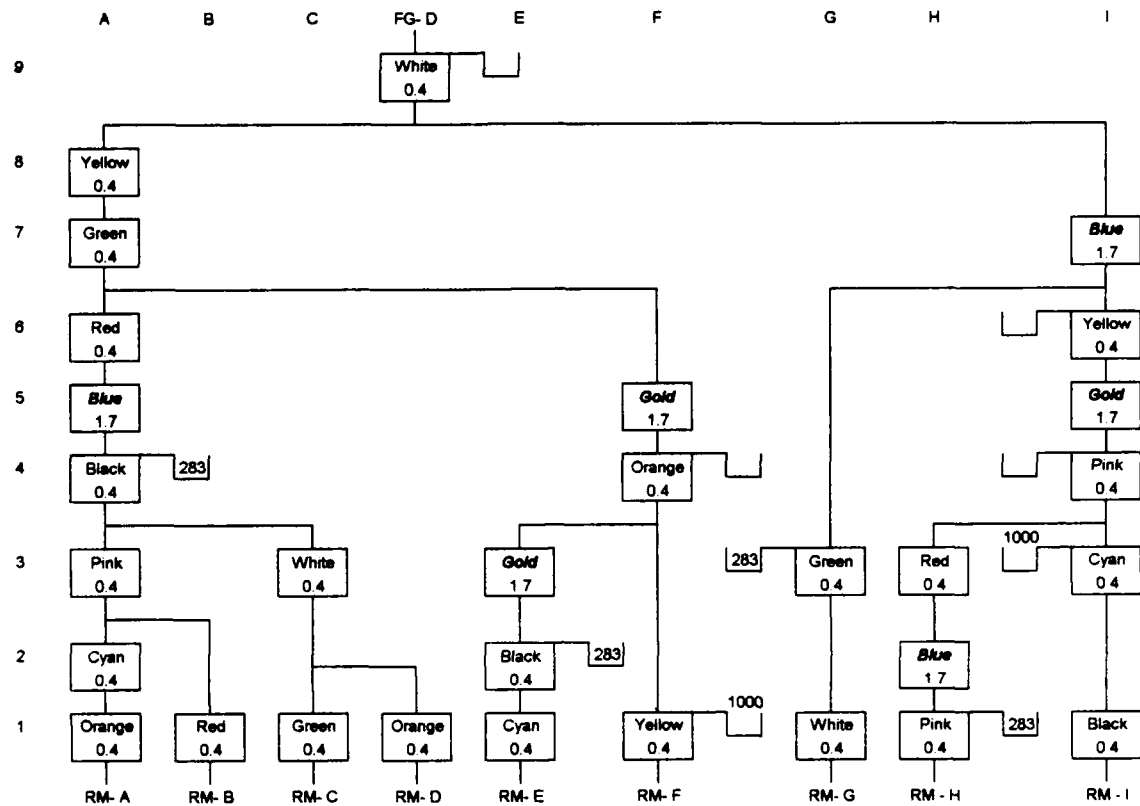 A B C FG- D E F G H I
9
White
0.4
8
Yellow
0.4
7
Green
0.4
Blue
1.7
6
Red
0.4
Yellow
0 4
5
Blue
1.7
Gold
1.7
Gold
1.7
4
Black
0.4
283
Orange
0.4
Pink
0.4
3
Pink
0.4
White
0.4
Gold
1.7
283
Green
0.4
Red
0.4
1000
Cyan
0.4
2
Cyan
0.4
Black
0.4
283
Blue
1.7
1
Orange
0.4
Red
0.4
Green
0.4
Orange
0.4
Cyan
0.4
Yellow
0.4
1000
White
0.4
Pink
0.4
283
Black
0 4
RM- A RM- B RM- C RM- D RM- E RM- F RM- G RM - H RM - I